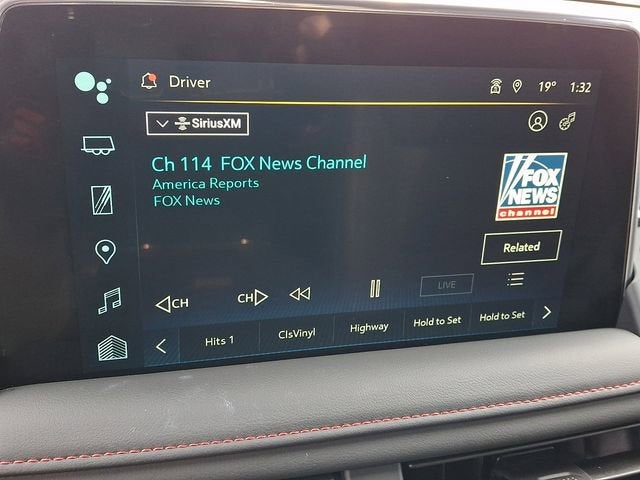 Driver
19° 1:32
SiriusXM
Ch 114 FOX News Channel
America Reports
FOX News
FOX
NEWS
channel
Related
CH
CH
LIVE
Hits 1
ClsVinyl
Highway
Hold to Set
Hold to Set